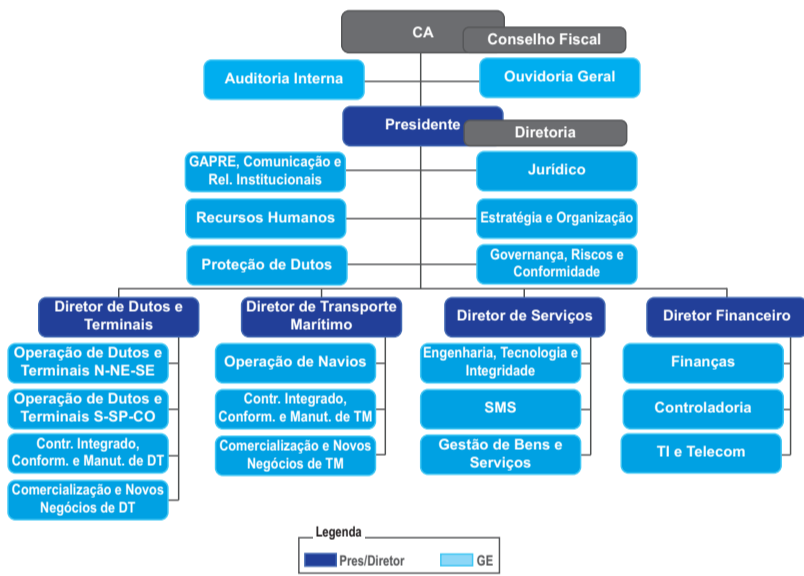 CA
Conselho Fiscal
Auditoria Interna
Ouvidoria Geral
Presidente
Diretoria
GAPRE, Comunicação e
Rel. Institucionais
Jurídico
Recursos Humanos
Estratégia e Organização
Proteção de Dutos
Governança, Riscos e
Conformidade
Diretor de Dutos e
Terminais
Diretor de Transporte
Marítimo
Diretor de Serviços
Diretor Financeiro
Operação de Dutos e
Terminais N-NE-SE
Operação de Dutos e
Terminais S-SP-CO
Contr. Integrado,
Conform. e Manut. de DT
Comercialização e Novos
Negócios de DT
Operação de Navios
Contr. Integrado,
Conform. e Manut. de TM
Comercialização e Novos
Negócios de TM
Engenharia, Tecnologia e
Integridade
SMS
Gestão de Bens e
Serviços
Finanças
Controladoria
TI e Telecom
Legenda
Pres/Diretor
GE